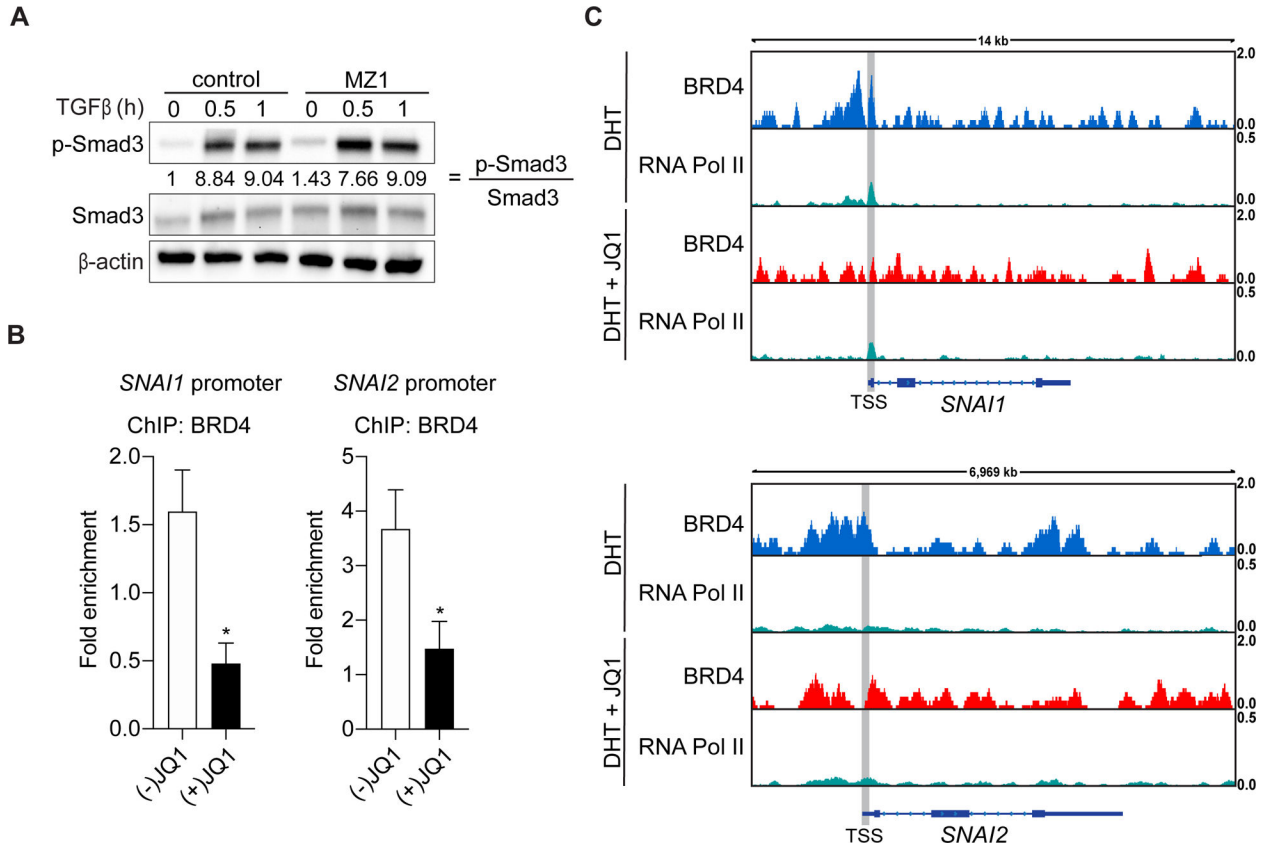 A
control MZ1
TGFβ (h) 0 0.5 1 0 0.5 1
p-Smad3
1 8.84 9.04 1.43 7.66 9.09 = p-Smad3
Smad3
Smad3
β-actin
B
SNAI1 promoter
ChIP: BRD4
Fold enrichment
2.0
1.5
1.0
0.5
0.0
*
(-)JQ1
(+)JQ1
SNAI2 promoter
ChIP: BRD4
Fold enrichment
5
4
3
2
1
0
*
(-)JQ1
(+)JQ1
C
14 kb
DHT
BRD4
2.0
0.0
RNA Pol II
0.5
0.0
DHT + JQ1
BRD4
2.0
0.0
RNA Pol II
0.5
0.0
TSS
SNAI1
6,969 kb
DHT
BRD4
2.0
0.0
RNA Pol II
0.5
0.0
DHT + JQ1
BRD4
2.0
0.0
RNA Pol II
0.5
0.0
TSS
SNAI2